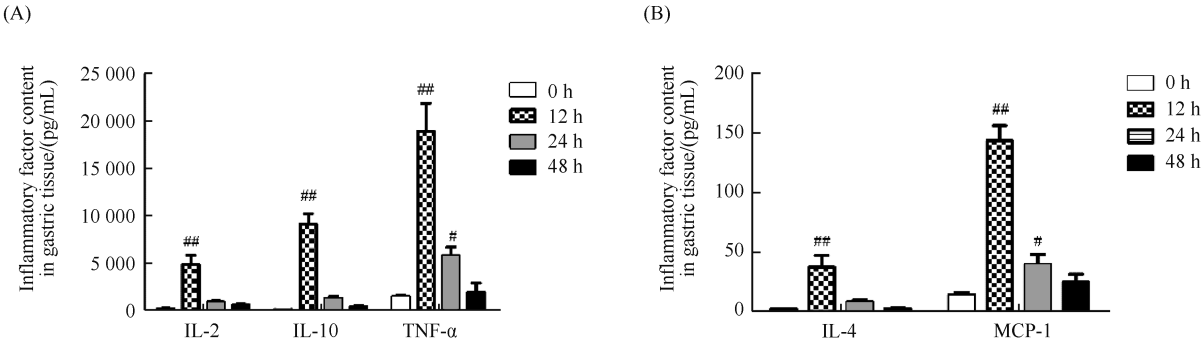 (A)
Inflammatory factor content
in gastric tissue/(pg/mL)
25 000
20 000
15 000
10 000
5 000
0
##
##
##
#
IL-2
IL-10
TNF-α
0 h
12 h
24 h
48 h
(B)
Inflammatory factor content
in gastric tissue/(pg/mL)
200
150
100
50
0
##
##
#
IL-4
MCP-1
0 h
12 h
24 h
48 h